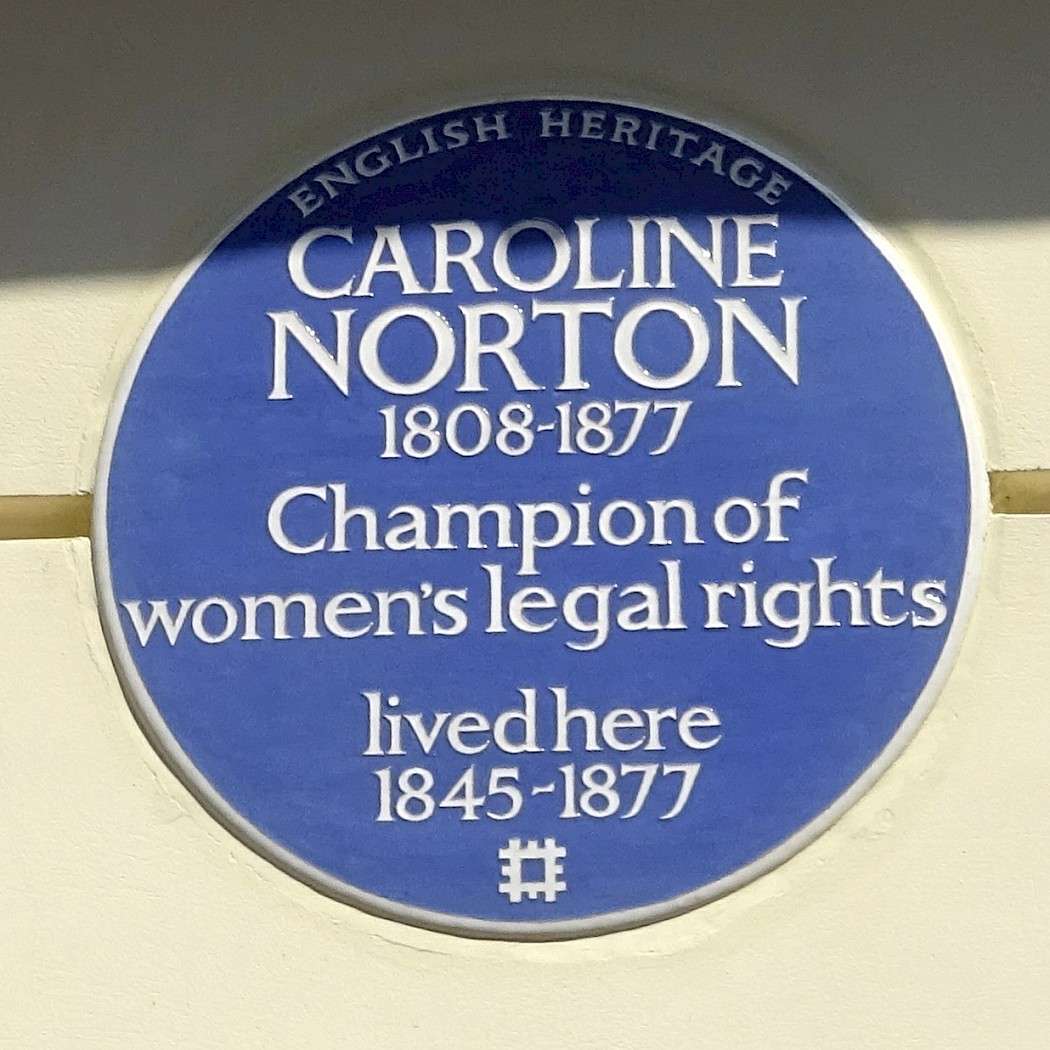 ENGLISH HERITAGE
CAROLINE
NORTON
1808-1877
Champion of
women's legal rights
lived here
1845-1877